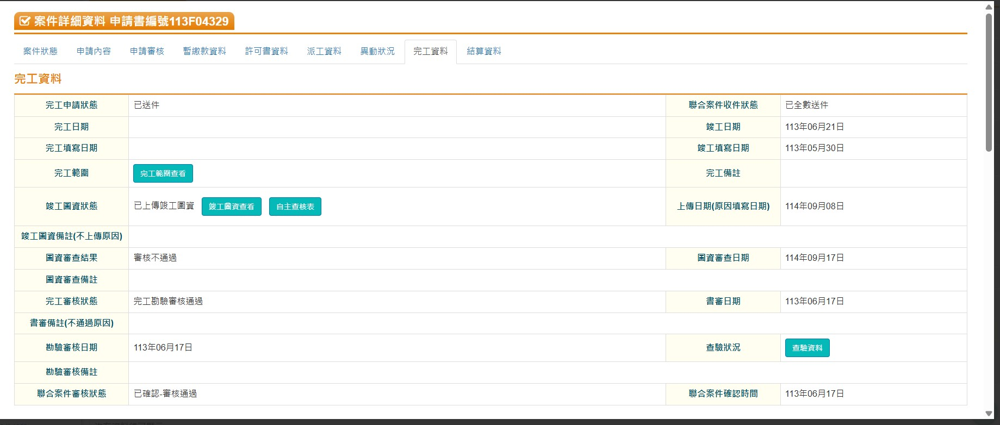 案件詳細資料 申請書編號113F04329
案件狀態 申請內容 申請審核 暫繳款資料 許可書資料 派工資料 異動狀況 完工資料 結算資料
完工資料
完工申請狀態 已送件 聯合案件收件狀態 已全數送件
完工日期 竣工日期 113年06月21日
完工填寫日期 竣工填寫日期 113年05月30日
完工範圍 完工範圍查看 完工備註
竣工圖資狀態 已上傳竣工圖資 竣工圖資查看 自主查核表 上傳日期(原因填寫日期) 114年09月08日
竣工圖資備註(不上傳原因)
圖資審查結果 審核不通過 圖資審查日期 114年09月17日
圖資審查備註
完工審核狀態 完工勘驗審核通過 書審日期 113年06月17日
書審備註(不通過原因)
勘驗審核日期 113年06月17日 查驗狀況 查驗資料
勘驗審核備註
聯合案件審核狀態 已確認-審核通過 聯合案件確認時間 113年06月17日